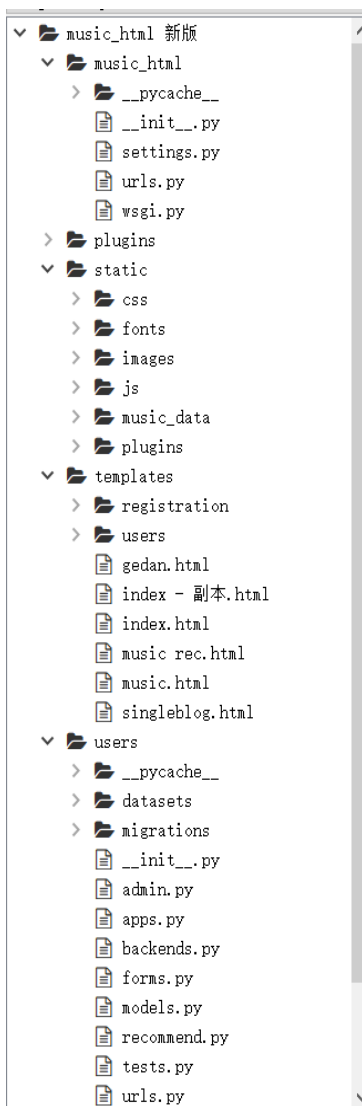 music_html 新版
music_html
__pycache__
__init__.py
settings.py
urls.py
wsgi.py
plugins
static
css
fonts
images
js
music_data
plugins
templates
registration
users
gedan.html
index - 副本.html
index.html
music rec.html
music.html
singleblog.html
users
__pycache__
datasets
migrations
__init__.py
admin.py
apps.py
backends.py
forms.py
models.py
recommend.py
tests.py
urls.py